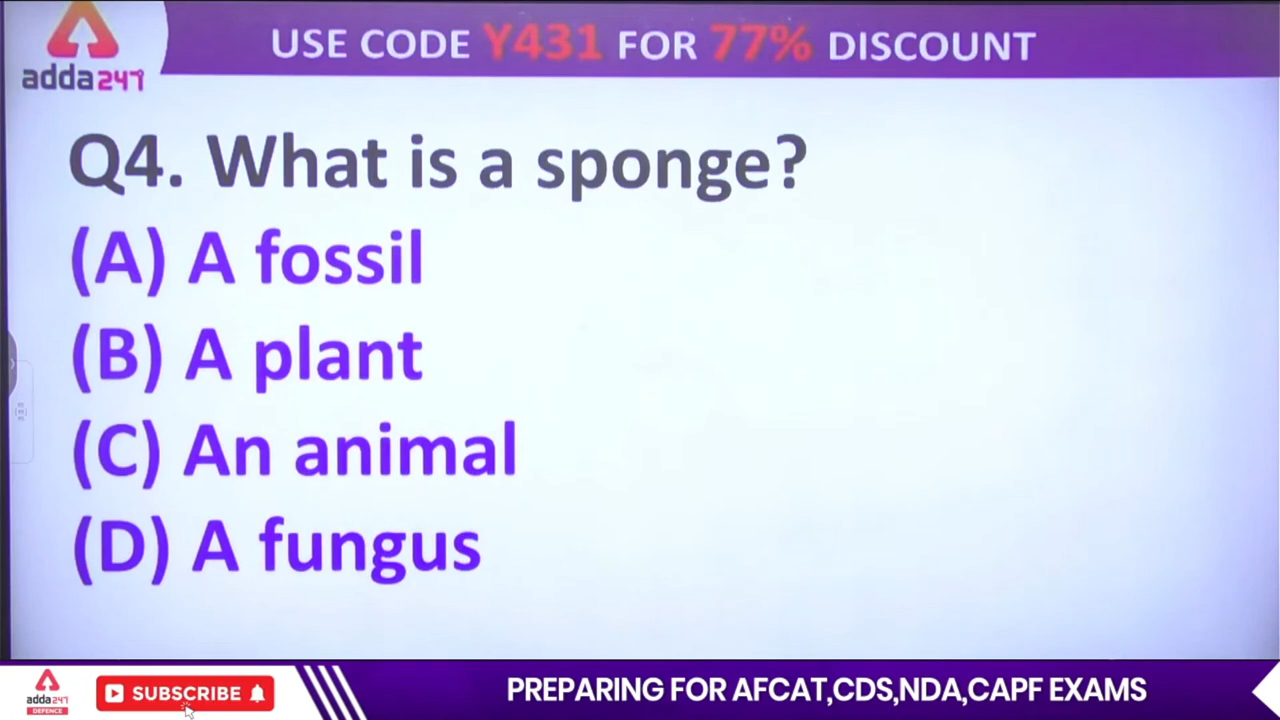 USE CODE Y431 FOR 77% DISCOUNT
adda247
Q4. What is a sponge?
(A) A fossil
(B) A plant
(C) An animal
(D) A fungus
adda247
DEFENCE
SUBSCRIBE
PREPARING FOR AFCAT,CDS,NDA,CAPF EXAMS